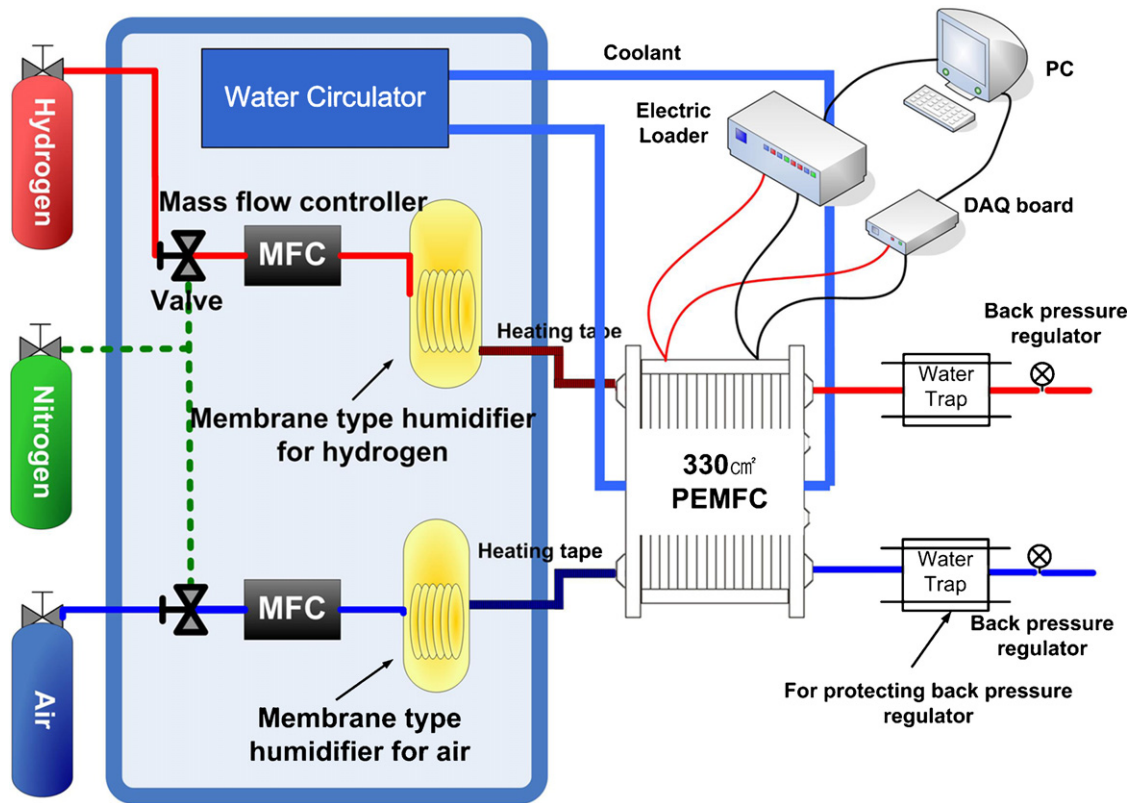 Hydrogen
Nitrogen
Air
Water Circulator
Mass flow controller
MFC
Valve
Membrane type humidifier
for hydrogen
MFC
Membrane type
humidifier for air
Heating tape
Heating tape
Coolant
Electric
Loader
PC
DAQ board
330㎠
PEMFC
Back pressure
regulator
Water
Trap
Water
Trap
Back pressure
regulator
For protecting back pressure
regulator